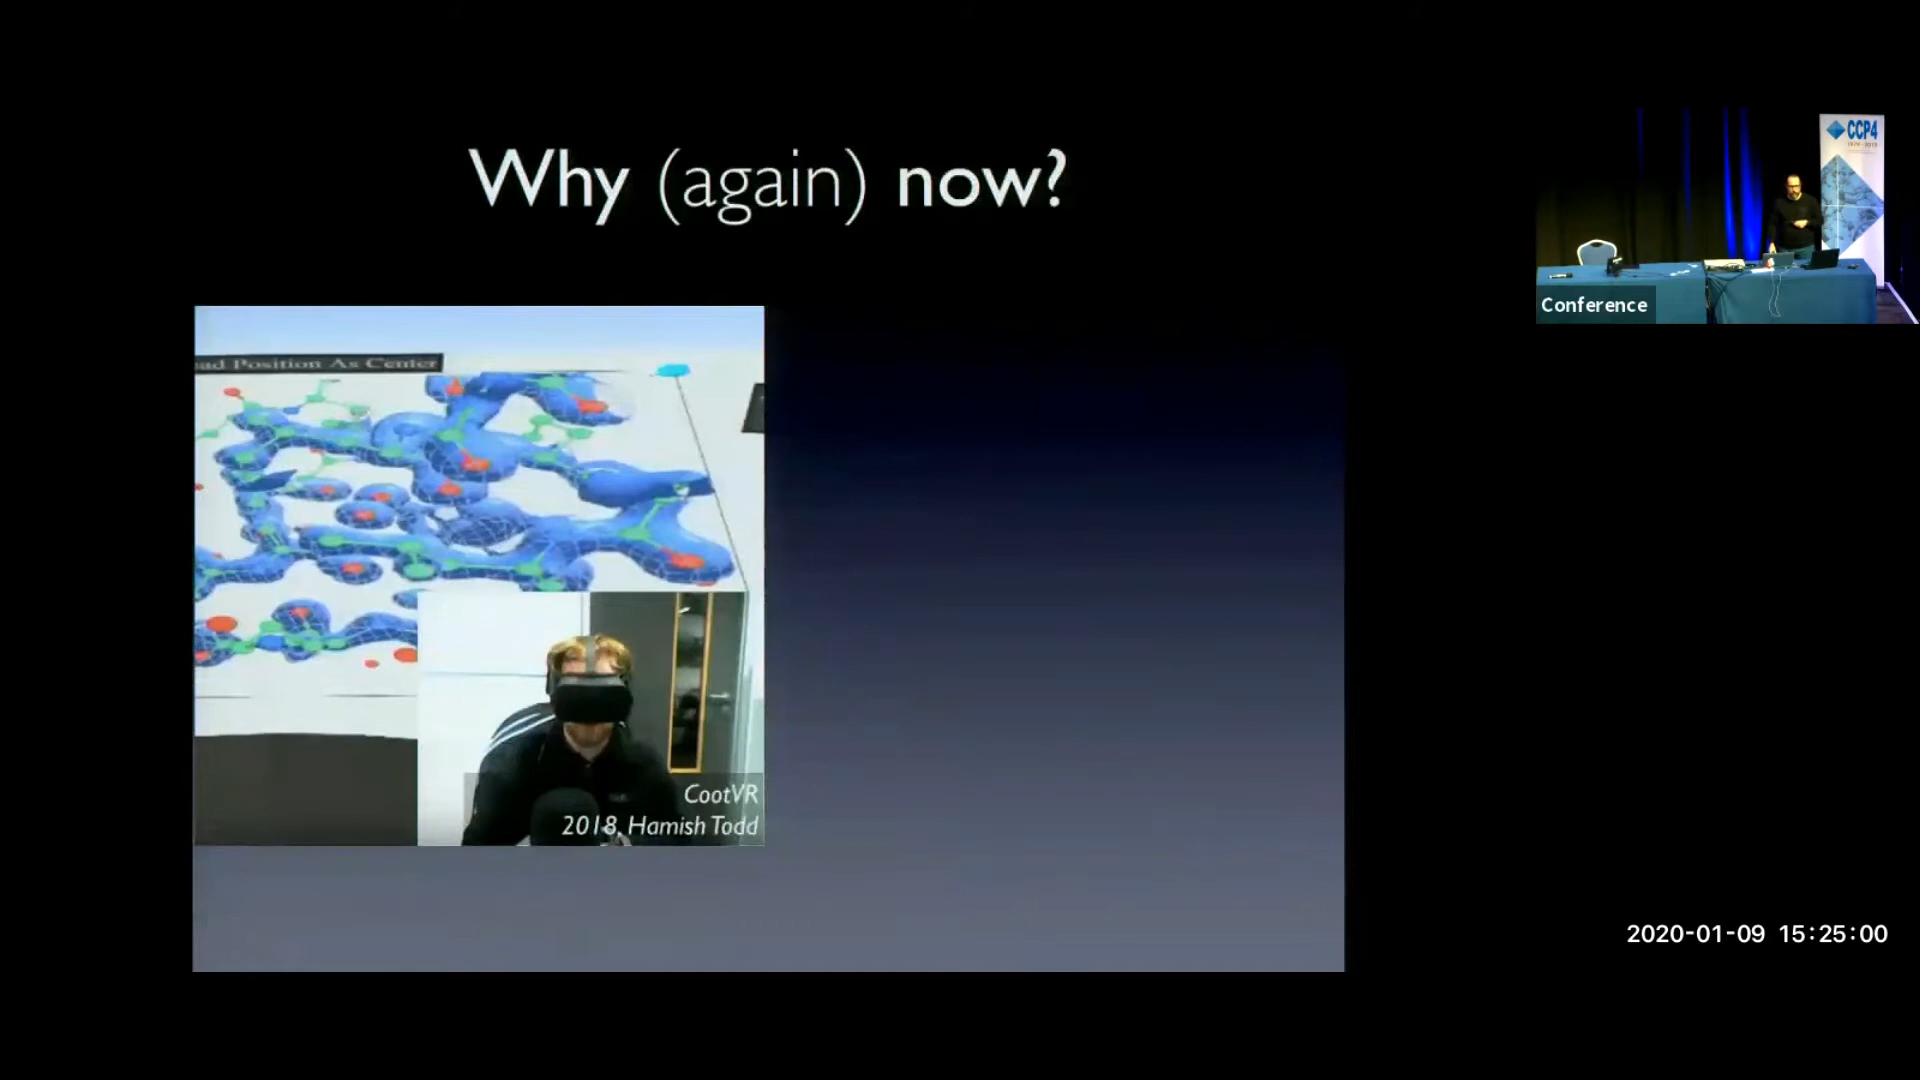 Why (again) now?
CCP4
Conference
ad Position As Center
CootVR
2018, Hamish Todd
2020-01-09 15:25:00